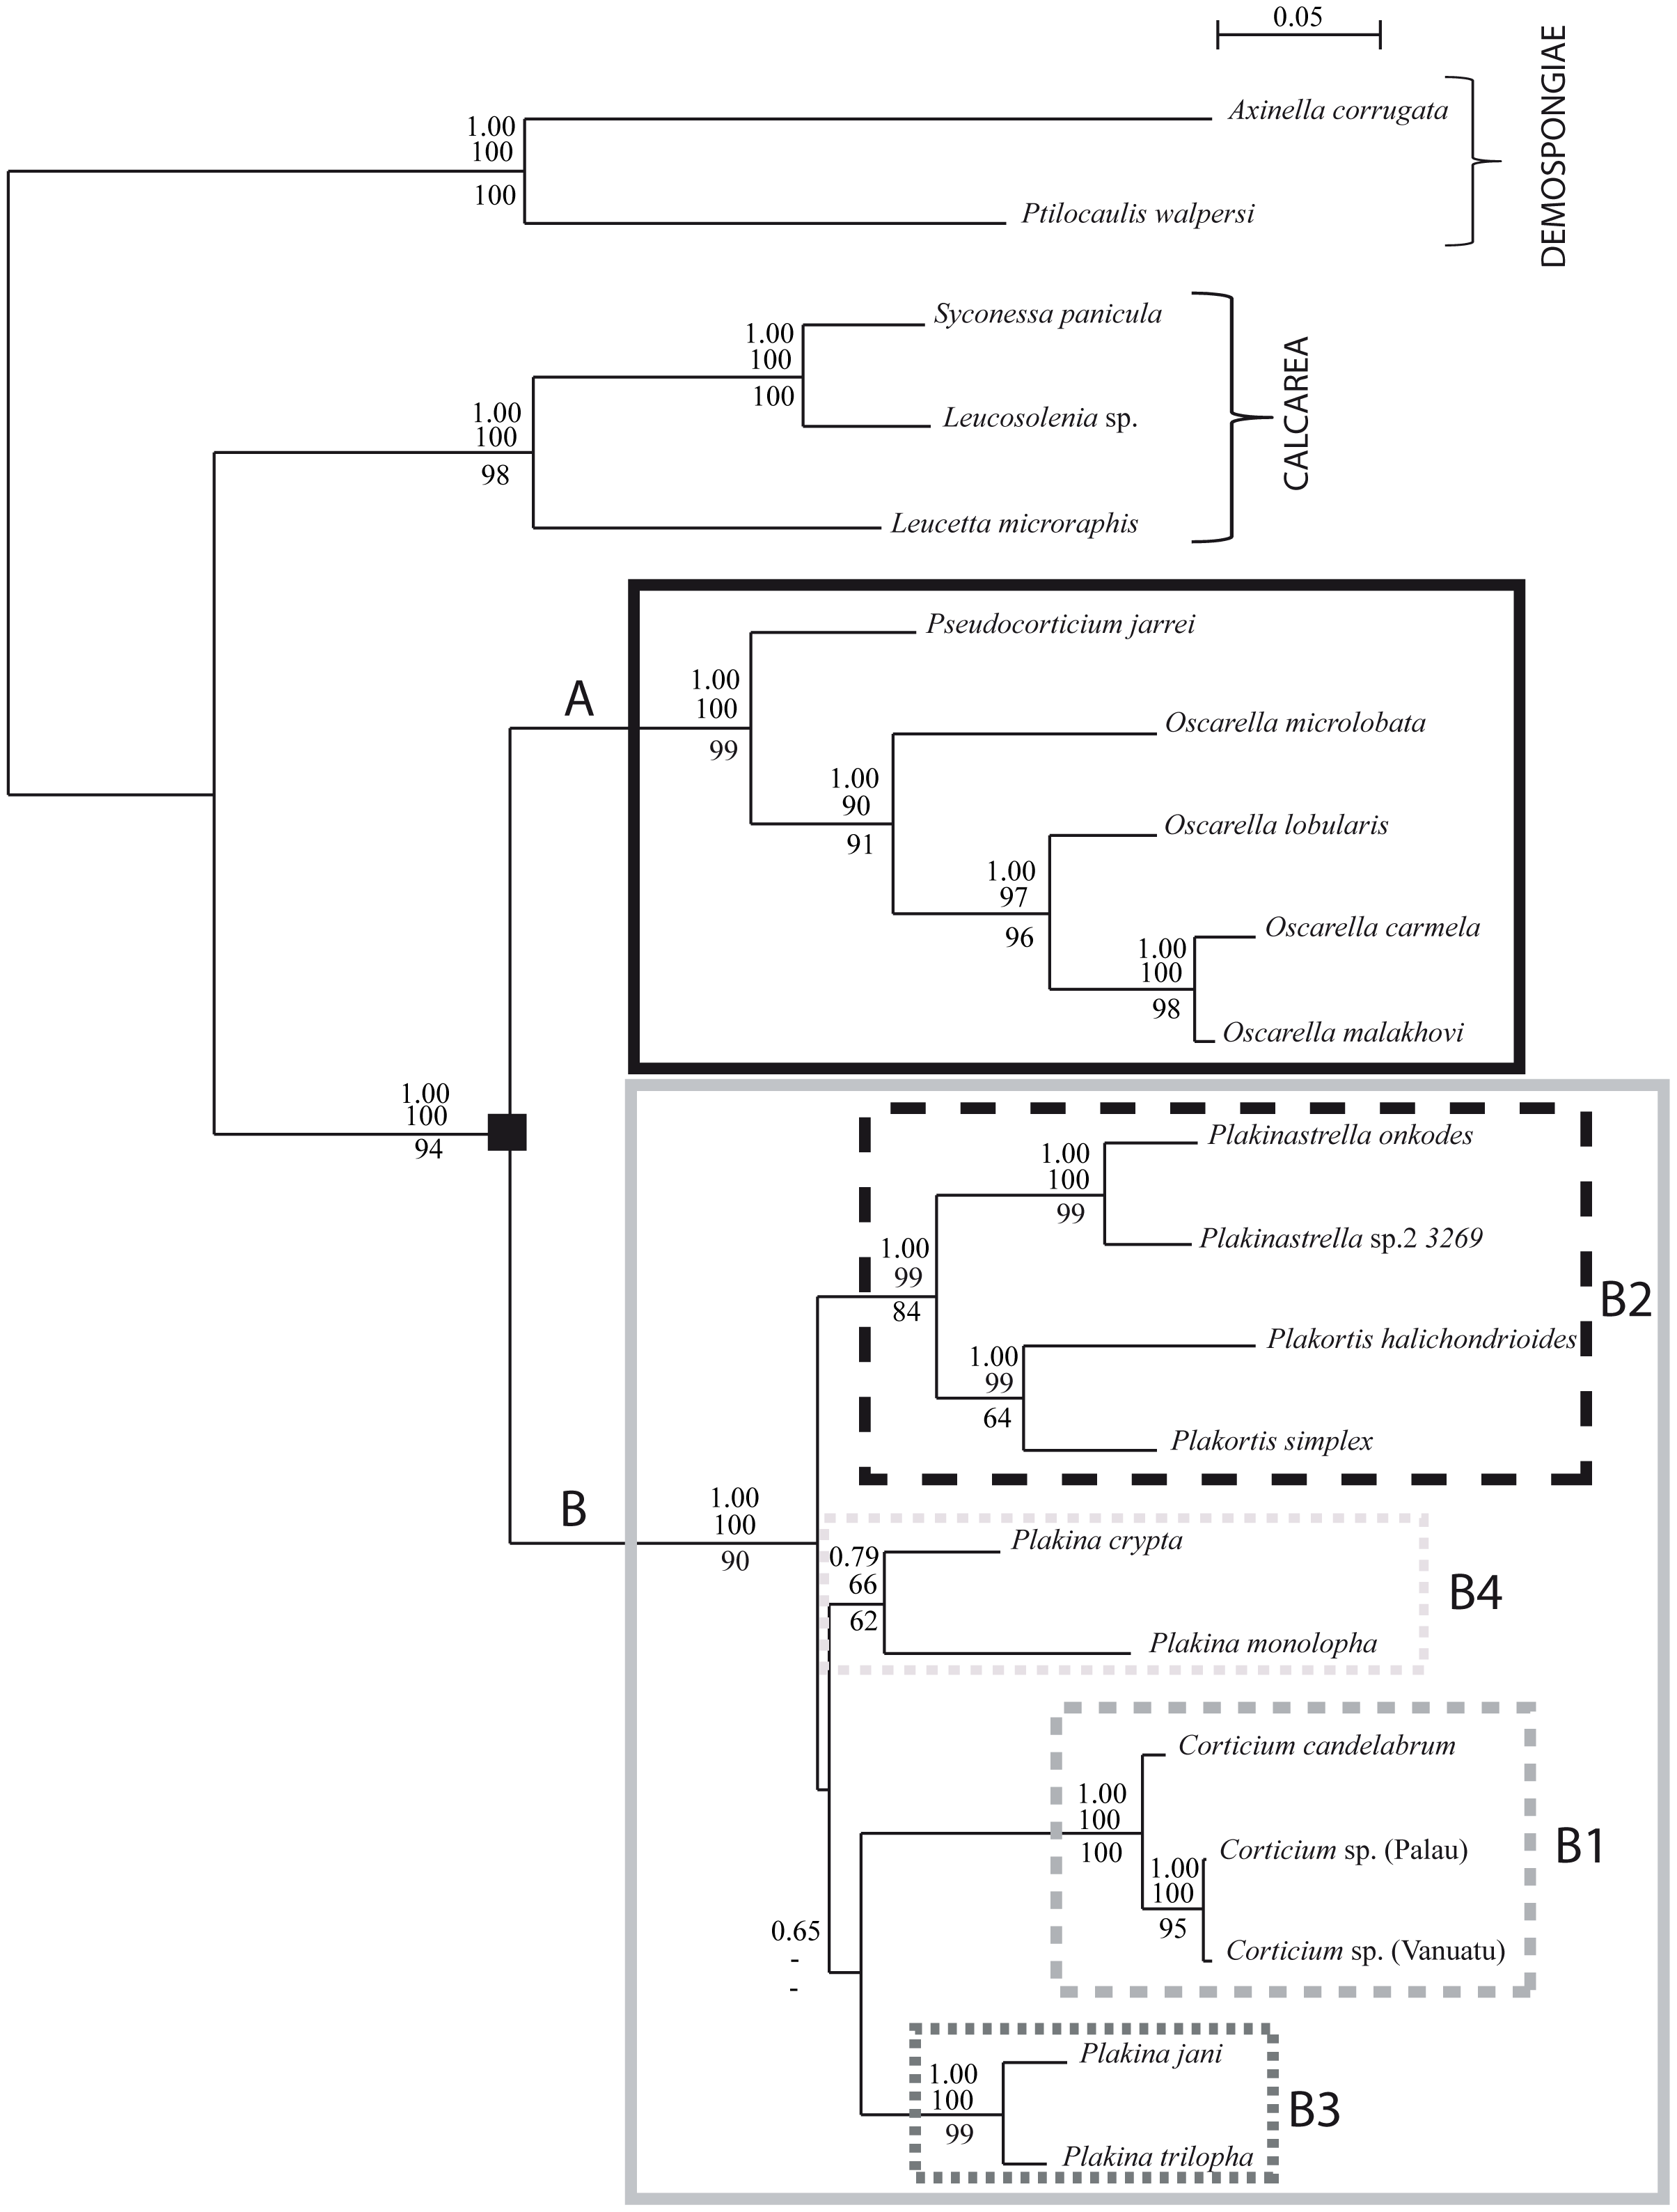 0.05
DEMOSPONGIAE
Axinella corrugata
1.00
100
100
Ptilocaulis walpersi
CALCAREA
Syconessa panicula
1.00
100
100
Leucosolenia sp.
1.00
100
98
Leucetta microraphis
Pseudocorticium jarrei
A
1.00
100
99
Oscarella microlobata
1.00
90
91
Oscarella lobularis
1.00
97
96
Oscarella carmela
1.00
100
98
Oscarella malakhovi
1.00
100
94
Plakinastrella onkodes
1.00
100
99
Plakinastrella sp.2 3269
1.00
99
84
B2
Plakortis halichondrioides
1.00
99
64
Plakortis simplex
B
1.00
100
90
Plakina crypta
0.79
66
62
B4
Plakina monolopha
Corticium candelabrum
1.00
100
100
B1
Corticium sp. (Palau)
1.00
100
95
Corticium sp. (Vanuatu)
0.65
-
-
Plakina jani
1.00
100
99
B3
Plakina trilopha